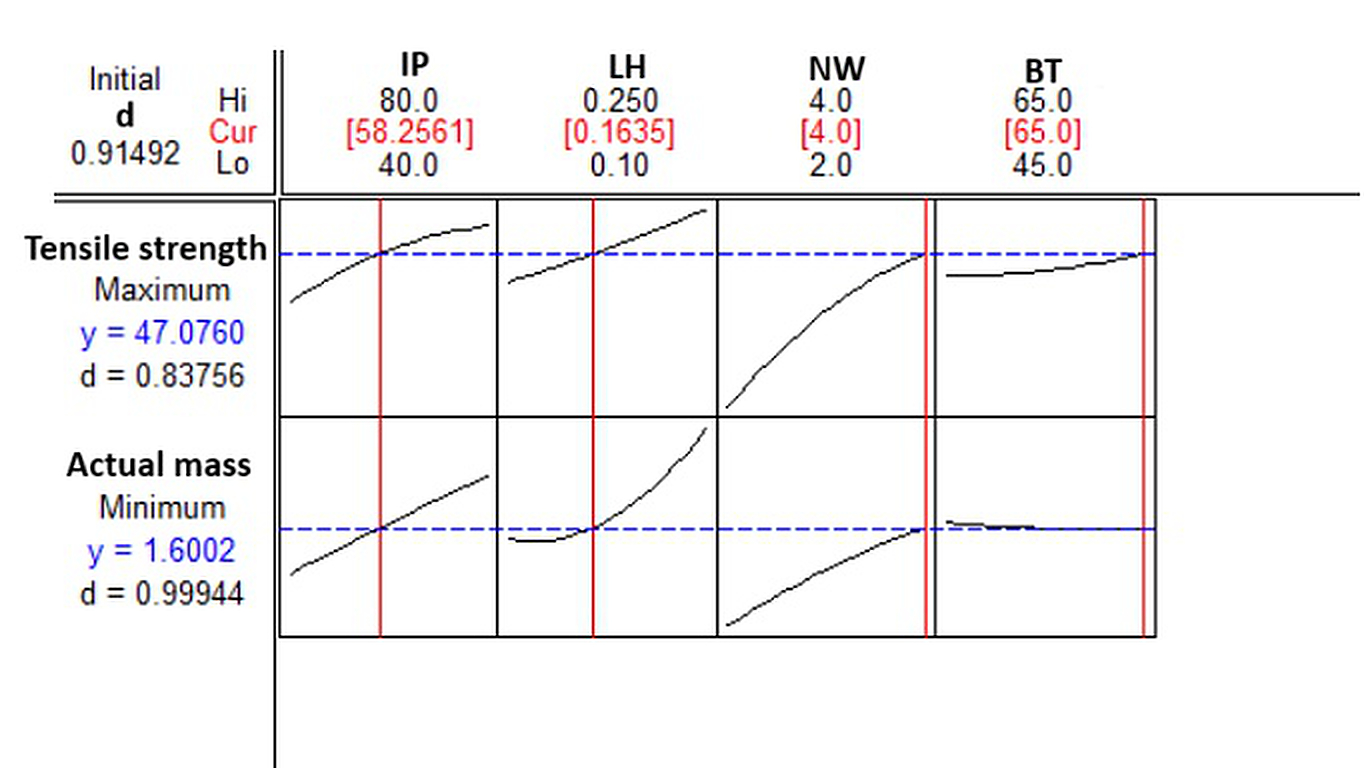 Initial
d
0.91492
Hi
Cur
Lo
IP
80.0
[58.2561]
40.0
LH
0.250
[0.1635]
0.10
NW
4.0
[4.0]
2.0
BT
65.0
[65.0]
45.0
Tensile strength
Maximum
y = 47.0760
d = 0.83756
Actual mass
Minimum
y = 1.6002
d = 0.99944